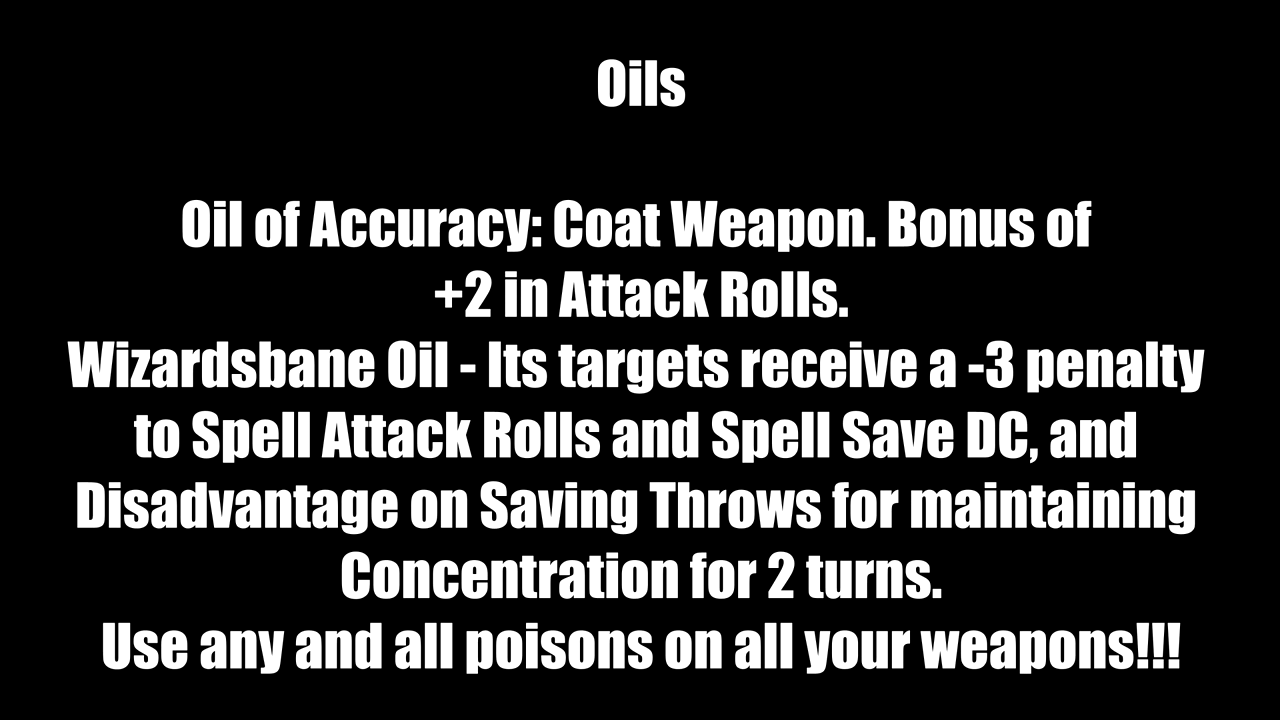 Oils
Oil of Accuracy: Coat Weapon. Bonus of
+2 in Attack Rolls.
Wizardsbane Oil - Its targets receive a -3 penalty
to Spell Attack Rolls and Spell Save DC, and
Disadvantage on Saving Throws for maintaining
Concentration for 2 turns.
Use any and all poisons on all your weapons!!!